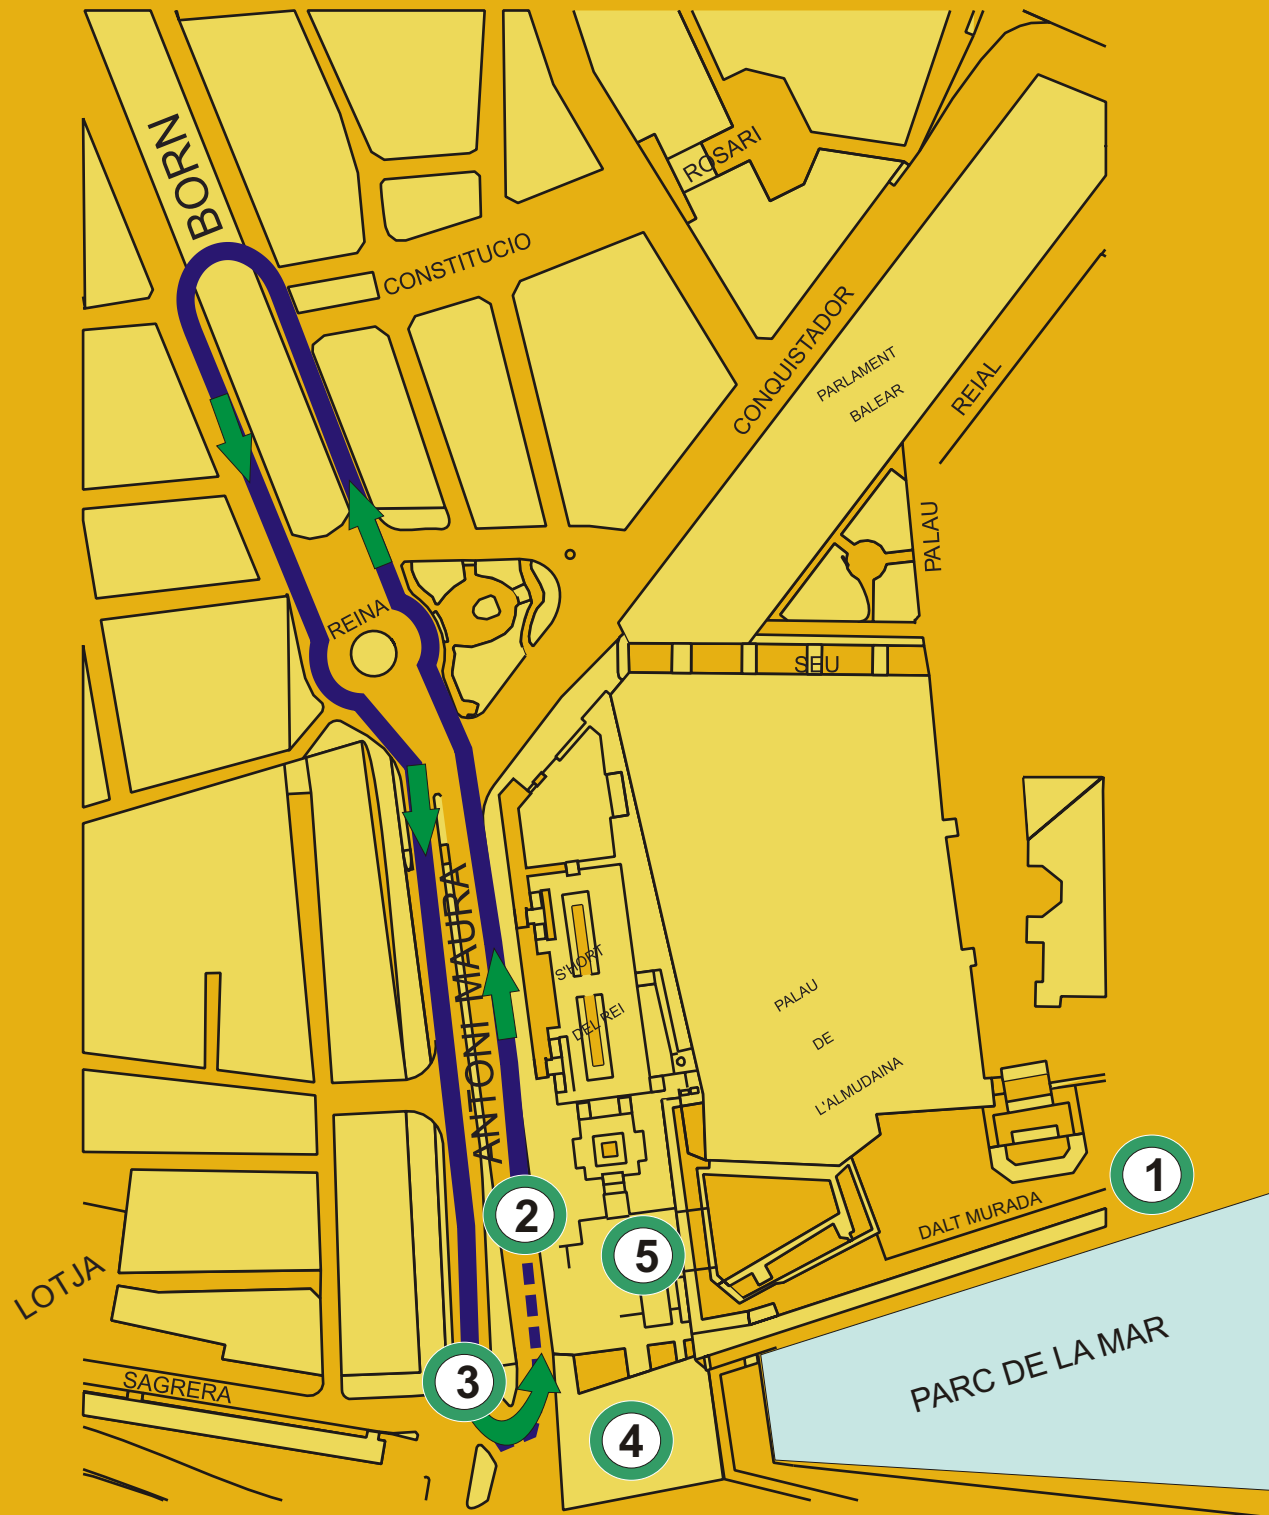 BORN
ROSARI
CONSTITUCIO
CONQUISTADOR
PARLAMENT
BALEAR
REIAL
PALAU
REINA
SEU
ANTONI MAURA
S'HORT
DEL REI
PALAU
DE
L'ALMUDAINA
1
DALT MURADA
2
5
LOTJA
PARC DE LA MAR
3
SAGRERA
4